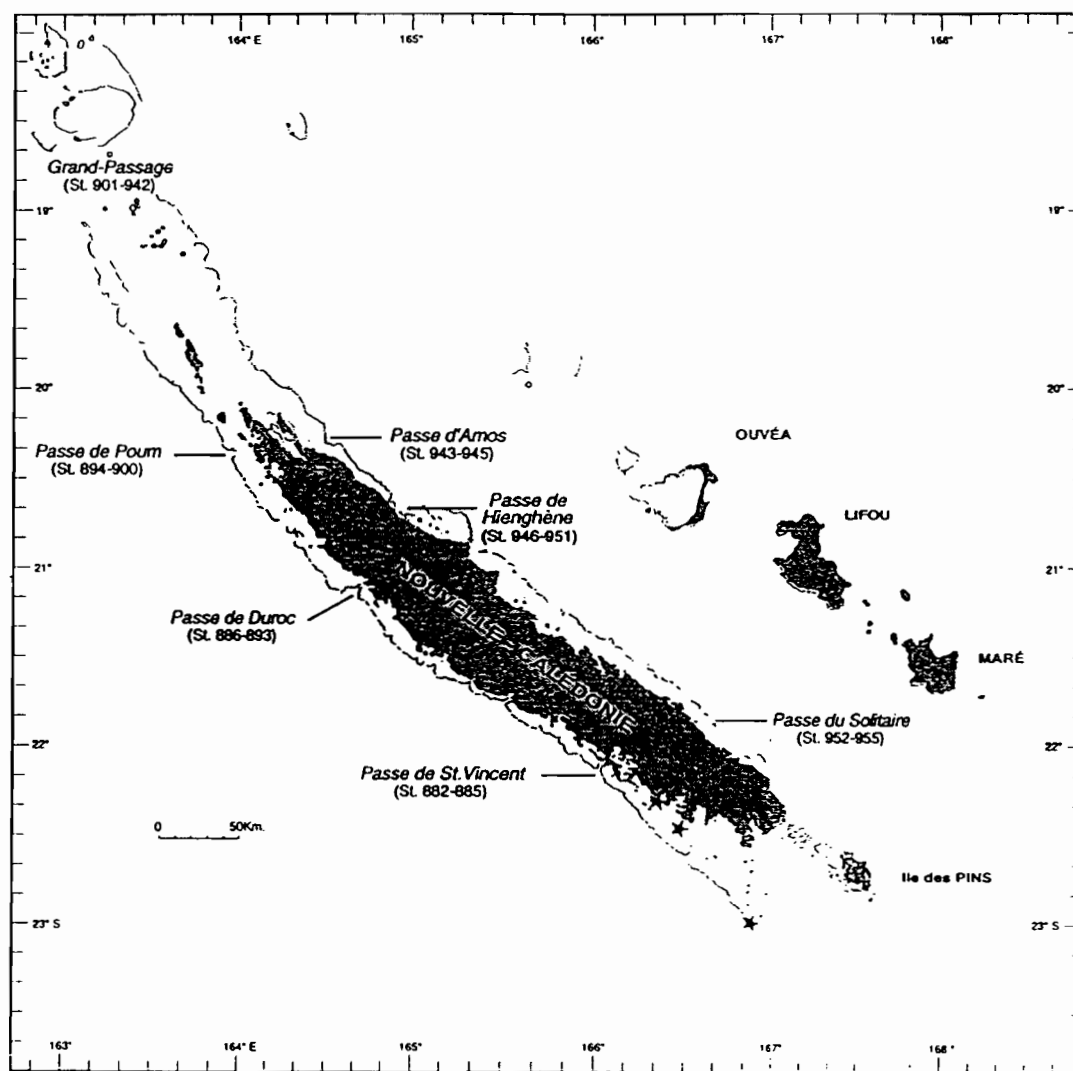 164° E 165° 166° 167° 168°
Grand-Passage
(St. 901-942)
19° 19°
20° 20°
Passe d'Amos
(St. 943-945)
OUVÉA
Passe de Poum
(St. 894-900)
Passe de
Hienghène
(St. 946-951)
LIFOU
21° 21°
NOUVELLE - CALÉDONIE
Passe de Duroc
(St. 886-893)
MARÉ
Passe du Solitaire
(St. 952-955)
22° 22°
Passe de St.Vincent
(St. 882-885)
0 50Km.
Ile des PINS
23° S 23° S
163° 164° E 165° 166° 167° 168°